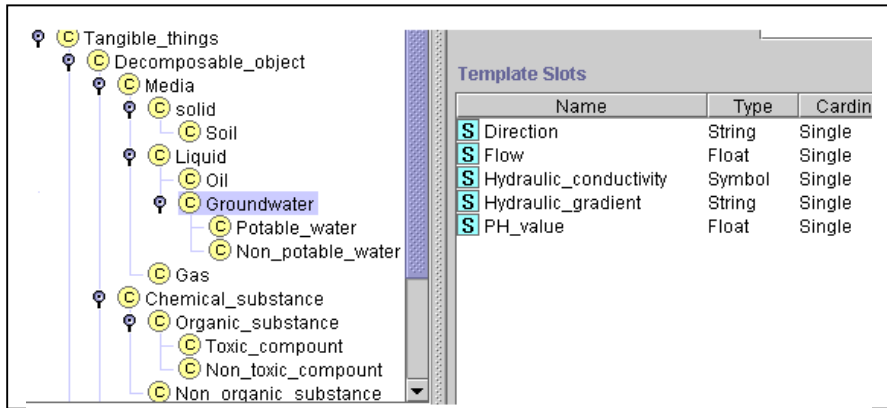 C Tangible_things
C Decomposable_object
C Media
C solid
C Soil
C Liquid
C Oil
C Groundwater
C Potable_water
C Non_potable_water
C Gas
C Chemical_substance
C Organic_substance
C Toxic_compount
C Non_toxic_compount
C Non_organic_substance
Template Slots
Name Type Cardin
S Direction String Single
S Flow Float Single
S Hydraulic_conductivity Symbol Single
S Hydraulic_gradient String Single
S PH_value Float Single